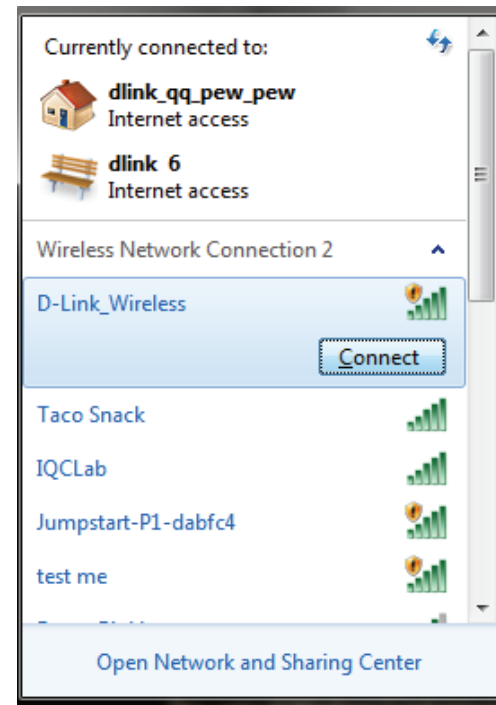 Currently connected to:
dlink_qq_pew_pew
Internet access
dlink 6
Internet access
Wireless Network Connection 2
D-Link_Wireless
Connect
Taco Snack
IQCLab
Jumpstart-P1-dabfc4
test me
Open Network and Sharing Center